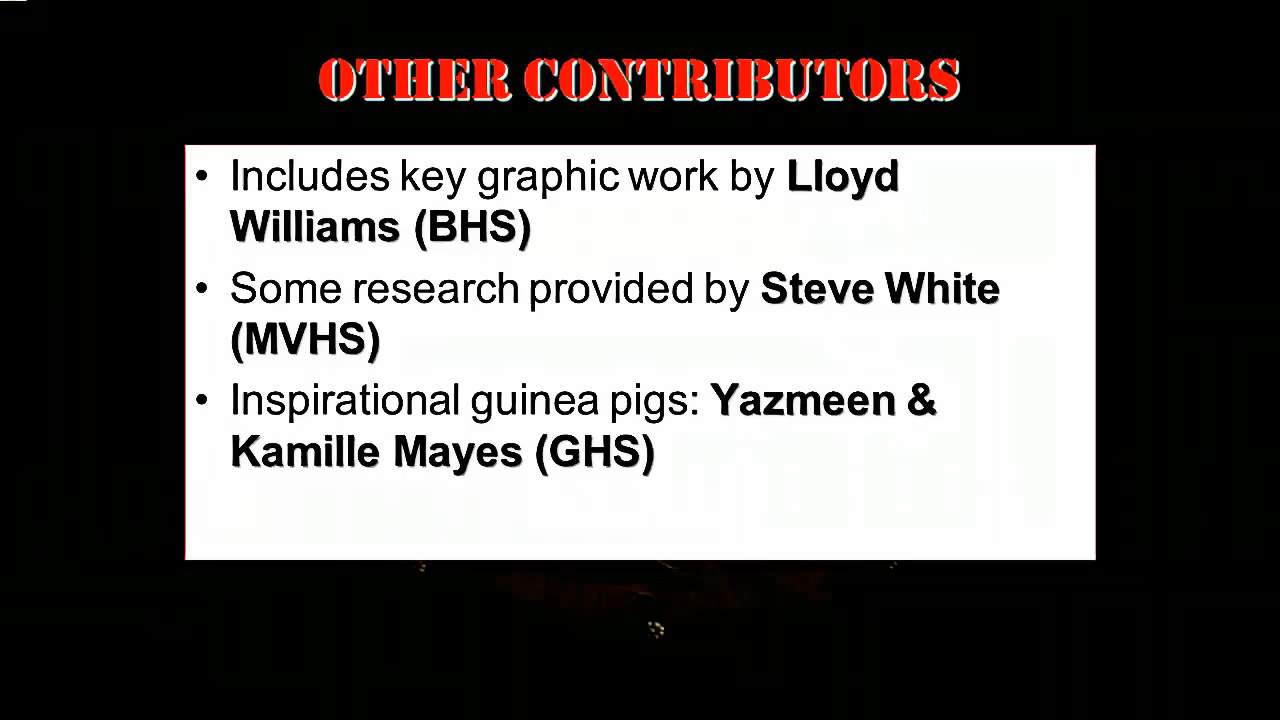 OTHER CONTRIBUTORS
• Includes key graphic work by Lloyd
Williams (BHS)
• Some research provided by Steve White
(MVHS)
• Inspirational guinea pigs: Yazmeen &
Kamille Mayes (GHS)